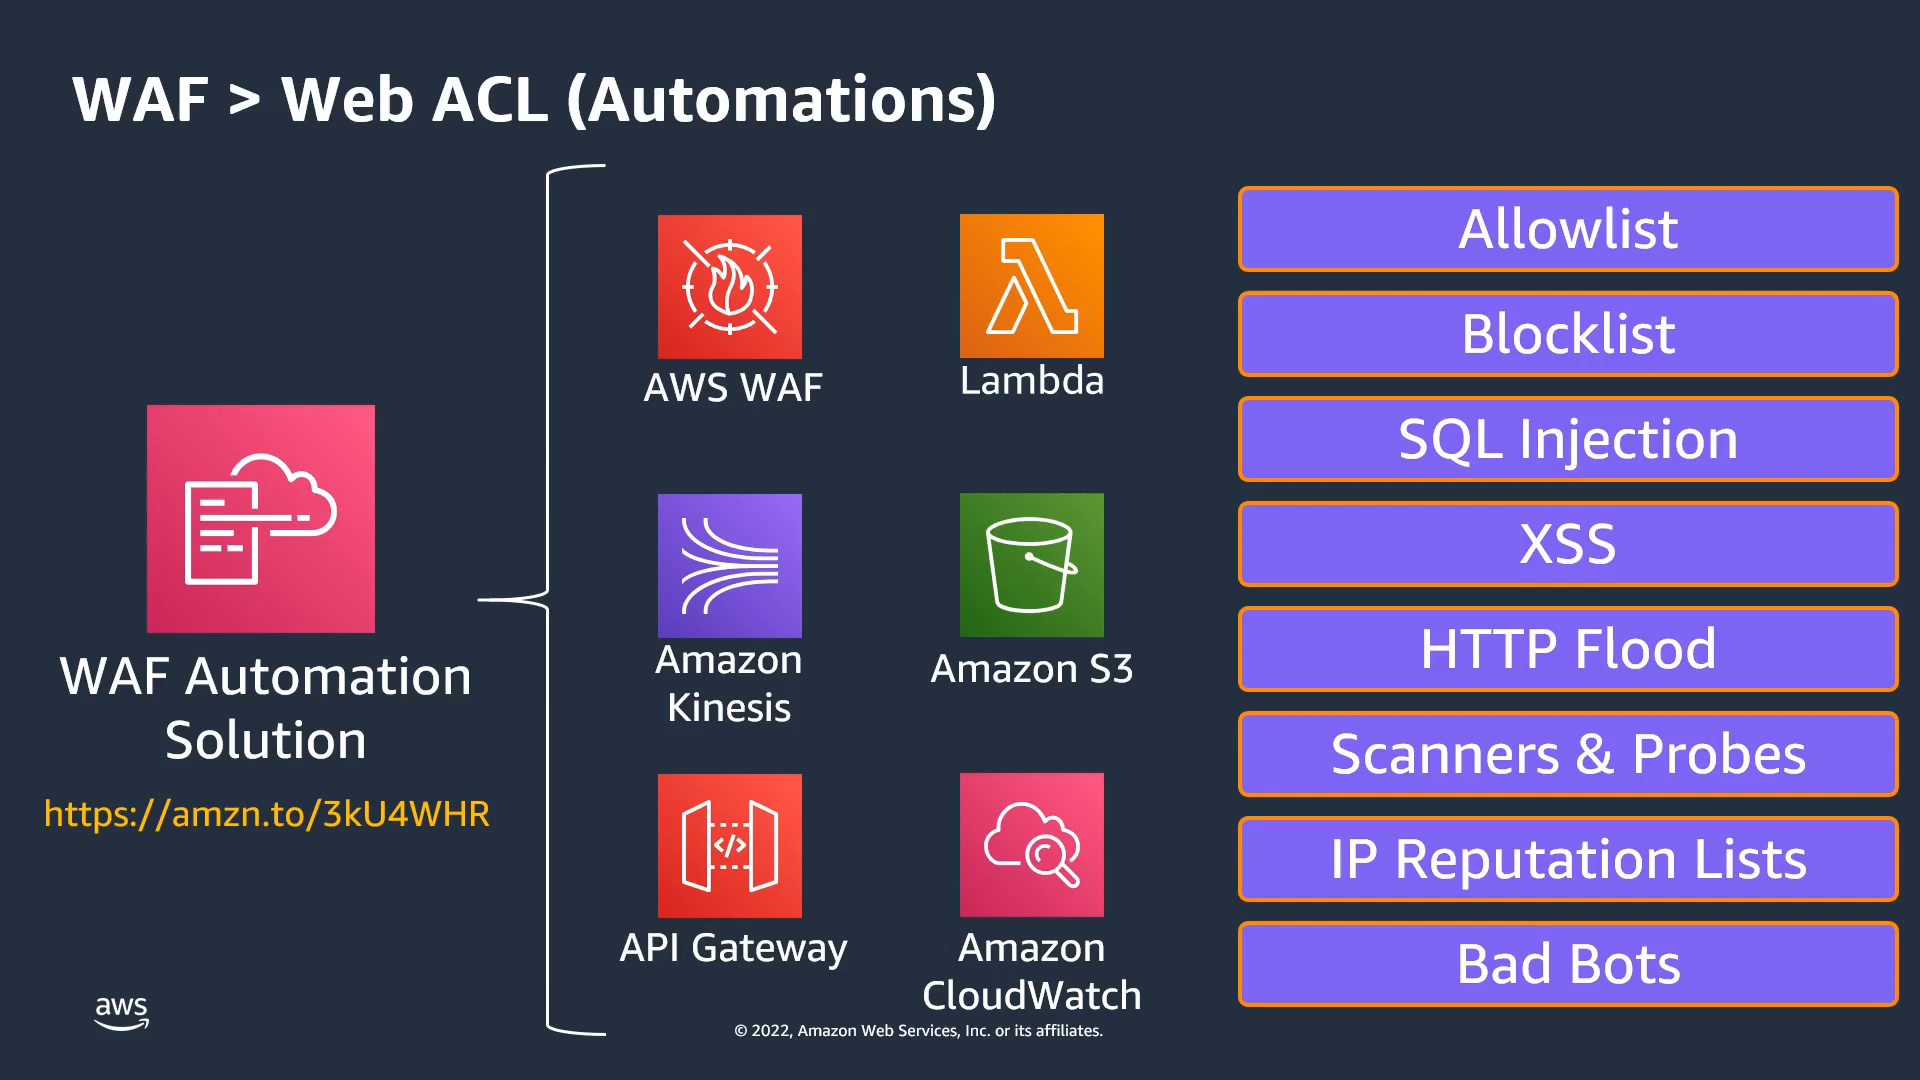 WAF > Web ACL (Automations)
WAF Automation
Solution
https://amzn.to/3kU4WHR
AWS WAF
Lambda
Amazon
Kinesis
Amazon S3
</>
API Gateway
Amazon
CloudWatch
Allowlist
Blocklist
SQL Injection
XSS
HTTP Flood
Scanners & Probes
IP Reputation Lists
Bad Bots
aws
© 2022, Amazon Web Services, Inc. or its affiliates.